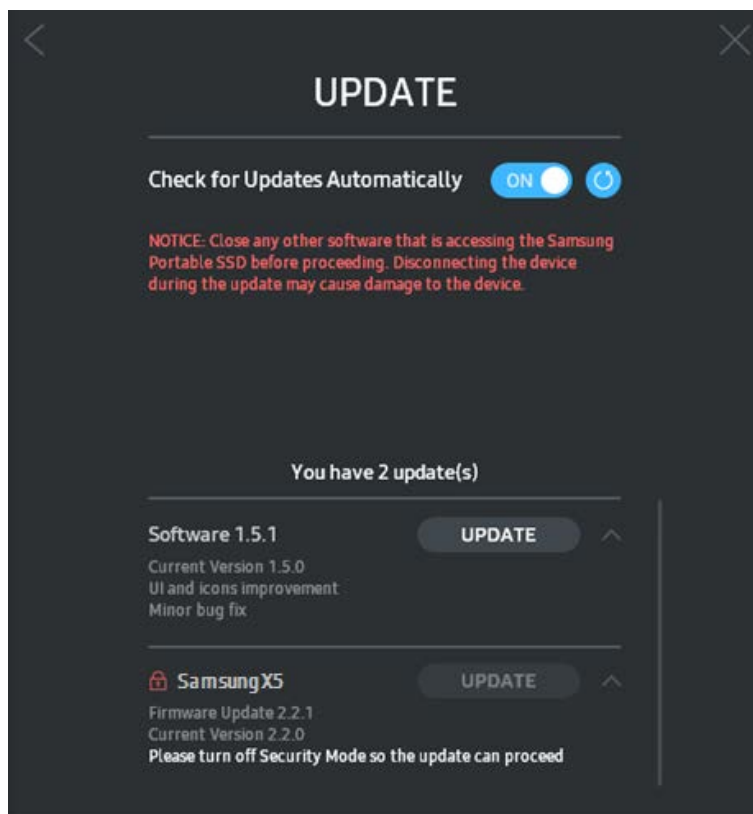 UPDATE
Check for Updates Automatically ON
NOTICE: Close any other software that is accessing the Samsung
Portable SSD before proceeding. Disconnecting the device
during the update may cause damage to the device.
You have 2 update(s)
Software 1.5.1 UPDATE
Current Version 1.5.0
UI and icons improvement
Minor bug fix
Samsung X5 UPDATE
Firmware Update 2.2.1
Current Version 2.2.0
Please turn off Security Mode so the update can proceed